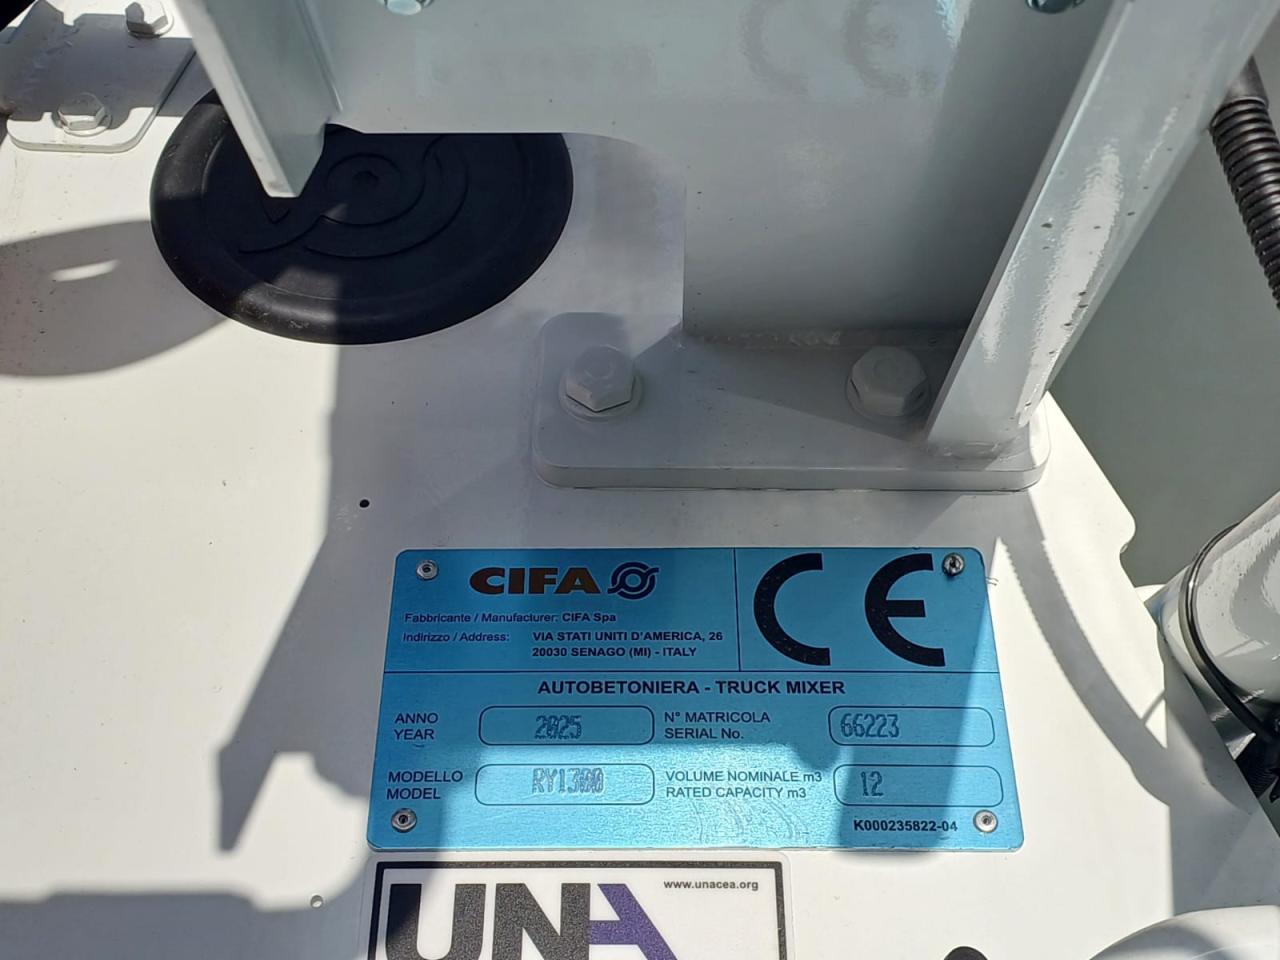 CIFA
Fabbricante / Manufacturer: CIFA Spa
Indirizzo / Address: VIA STATI UNITI D'AMERICA, 26
20030 SENAGO (MI) - ITALY
CE
AUTOBETONIERA - TRUCK MIXER
ANNO
YEAR
2025
N° MATRICOLA
SERIAL No.
66223
MODELLO
MODEL
RY1300
VOLUME NOMINALE m3
RATED CAPACITY m3
12
K000235822-04
www.unacea.org
UNA